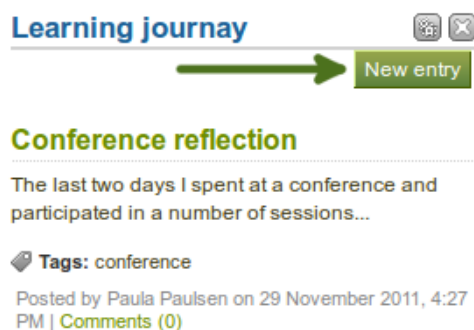 Learning journay
New entry
Conference reflection
The last two days I spent at a conference and
participated in a number of sessions...
Tags: conference
Posted by Paula Paulsen on 29 November 2011, 4:27
PM | Comments (0)